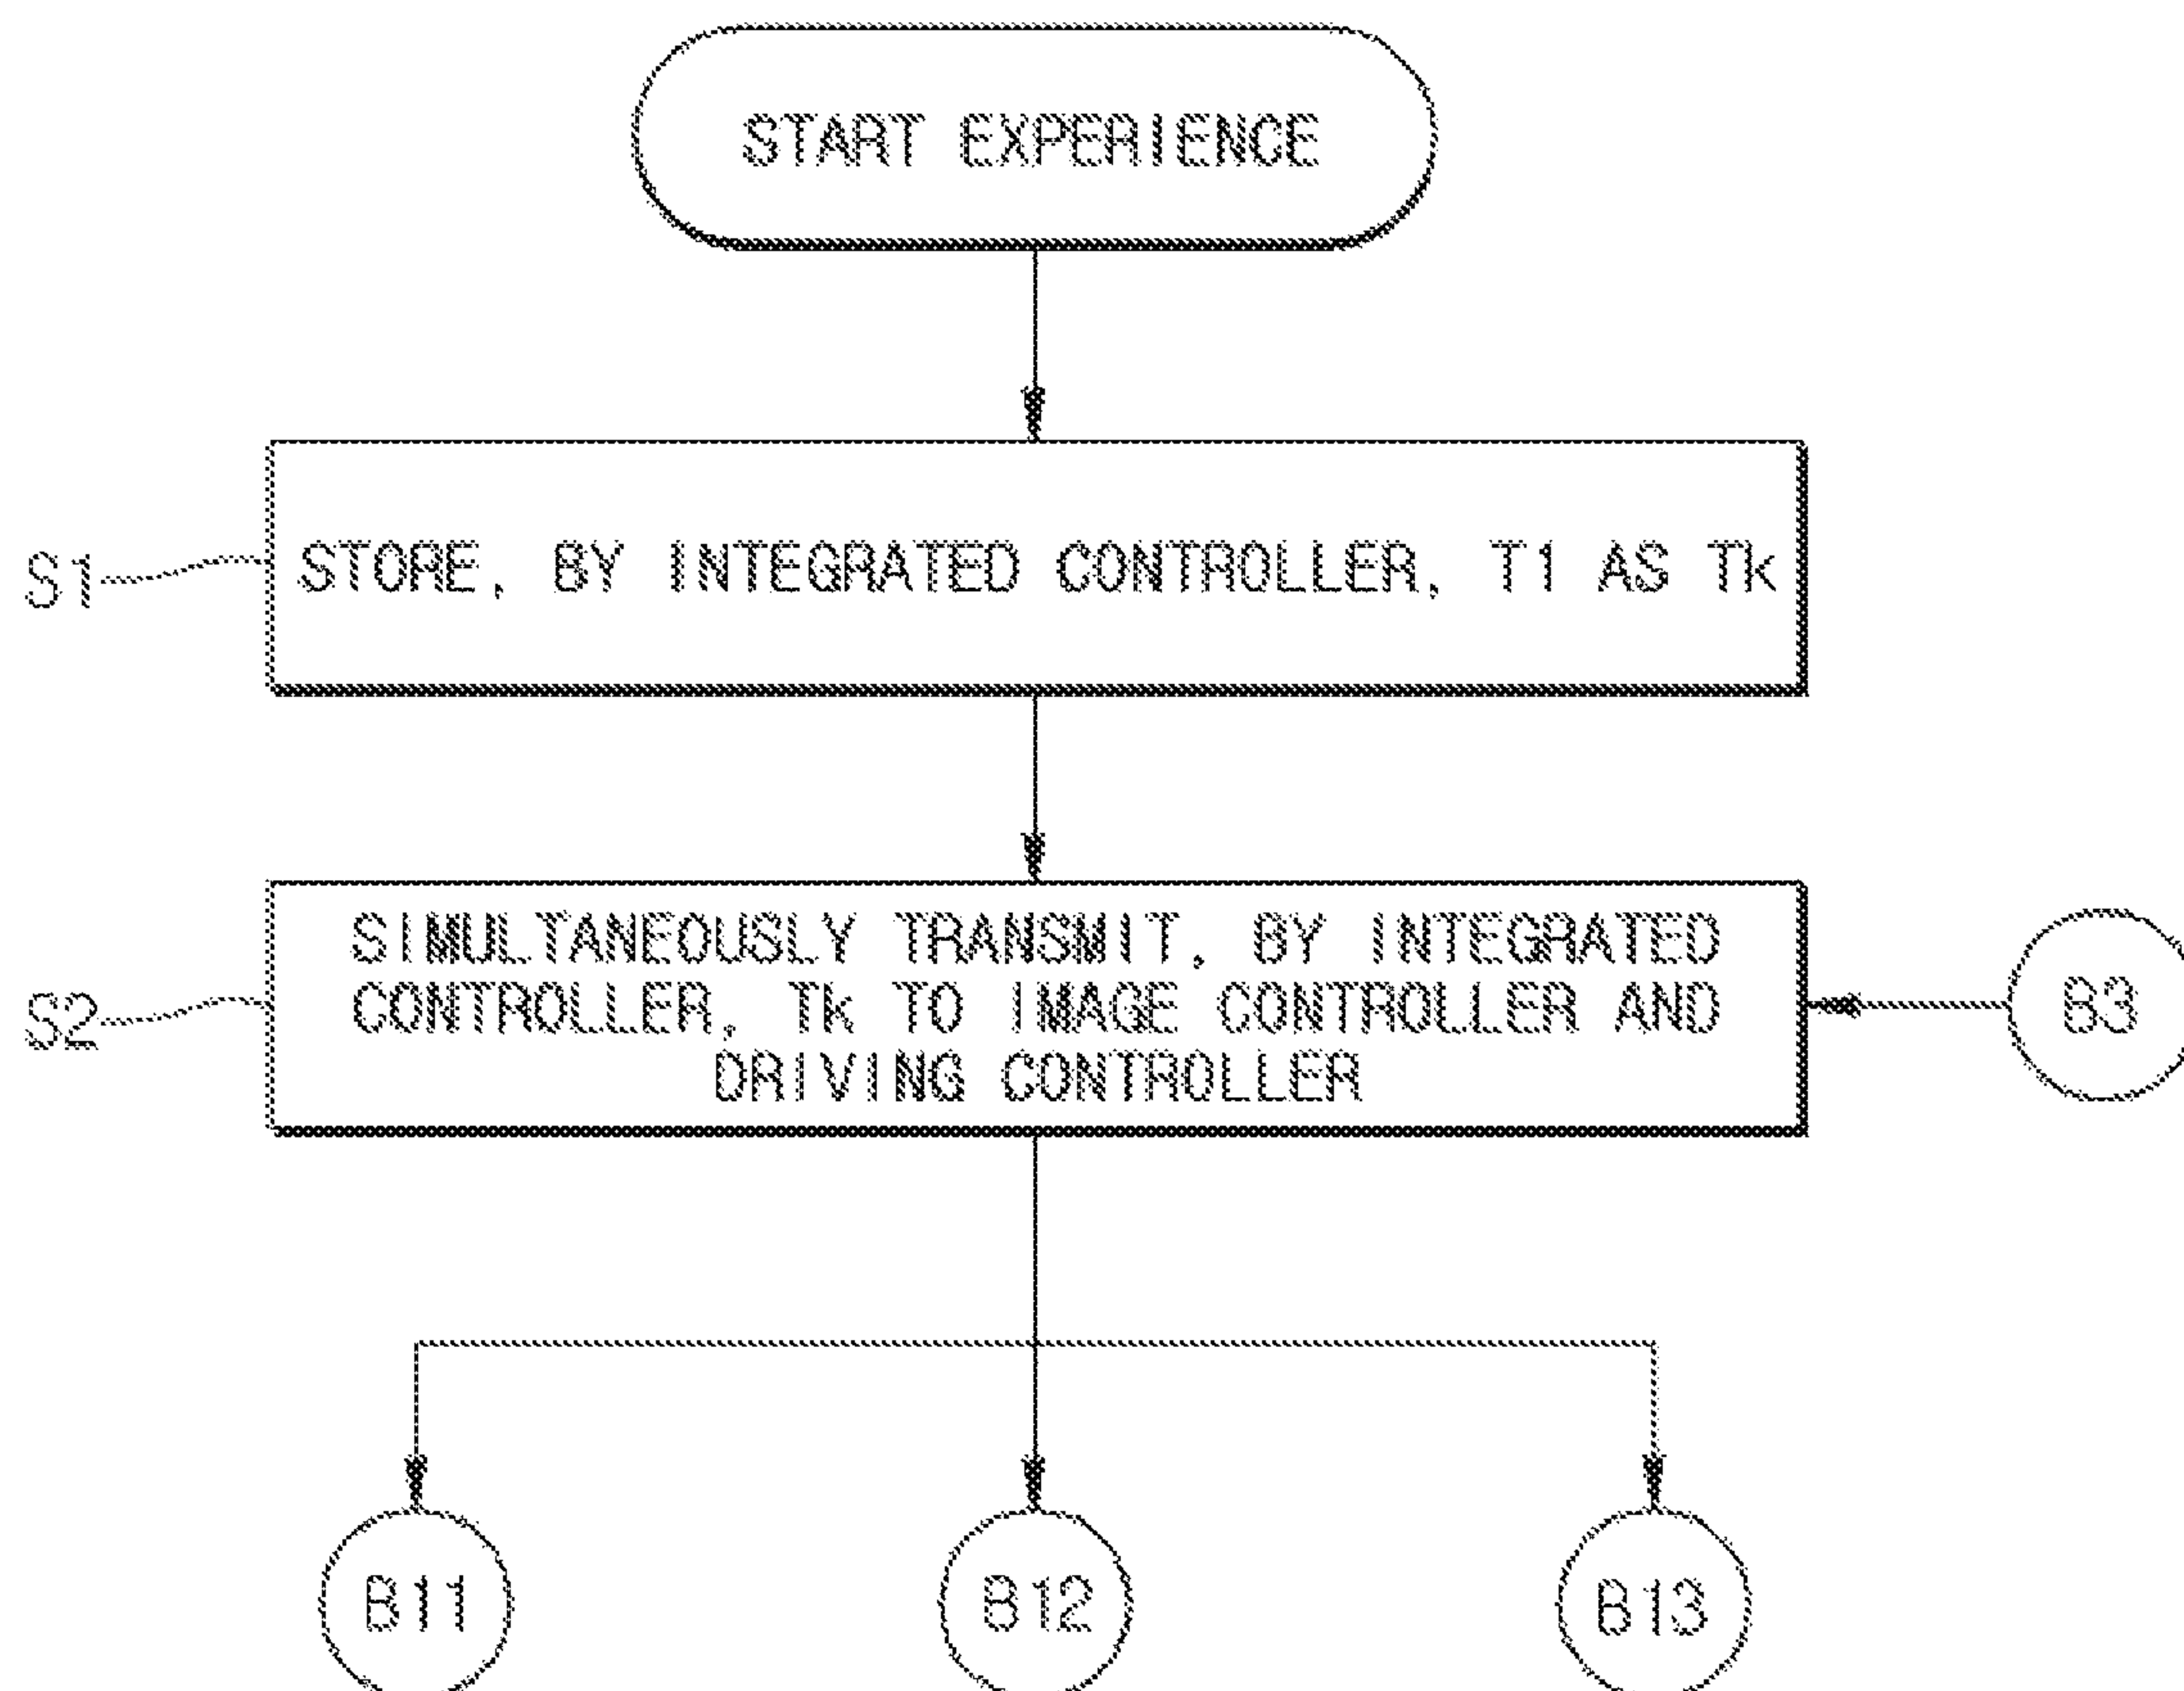 START EXPERIENCE
S1
STORE, BY INTEGRATED CONTROLLER, T1 AS Tk
S2
SIMULTANEOUSLY TRANSMIT, BY INTEGRATED
CONTROLLER, Tk TO IMAGE CONTROLLER AND
DRIVING CONTROLLER
B3
B11
B12
B13